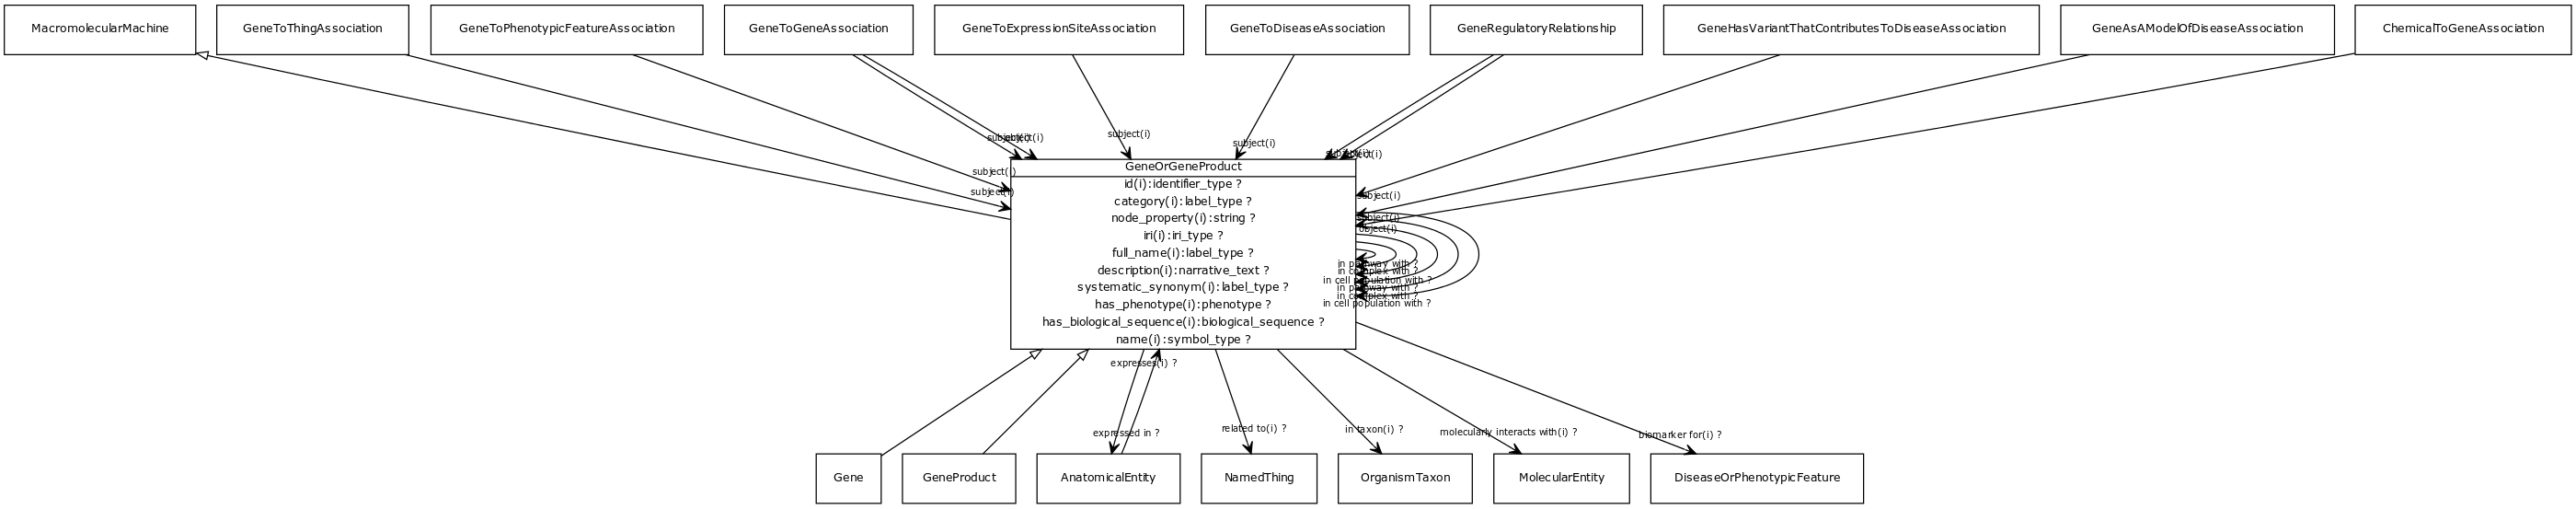 MacromolecularMachine
GeneToThingAssociation
GeneToPhenotypicFeatureAssociation
GeneToGeneAssociation
GeneToExpressionSiteAssociation
GeneToDiseaseAssociation
GeneRegulatoryRelationship
GeneHasVariantThatContributesToDiseaseAssociation
GeneAsAModelOfDiseaseAssociation
ChemicalToGeneAssociation
subject(i)
object(i)
subject(i)
subject(i)
subject(i)
object(i)
subject(i)
subject(i)
subject(i)
subject(i)
object(i)
GeneOrGeneProduct
id(i):identifier_type ?
category(i):label_type ?
node_property(i):string ?
iri(i):iri_type ?
full_name(i):label_type ?
description(i):narrative_text ?
systematic_synonym(i):label_type ?
has_phenotype(i):phenotype ?
has_biological_sequence(i):biological_sequence ?
name(i):symbol_type ?
in pathway with ?
in complex with ?
in cell population with ?
in pathway with ?
in complex with ?
in cell population with ?
expresses(i) ?
expressed in ?
related to(i) ?
in taxon(i) ?
molecularly interacts with(i) ?
biomarker for(i) ?
Gene
GeneProduct
AnatomicalEntity
NamedThing
OrganismTaxon
MolecularEntity
DiseaseOrPhenotypicFeature